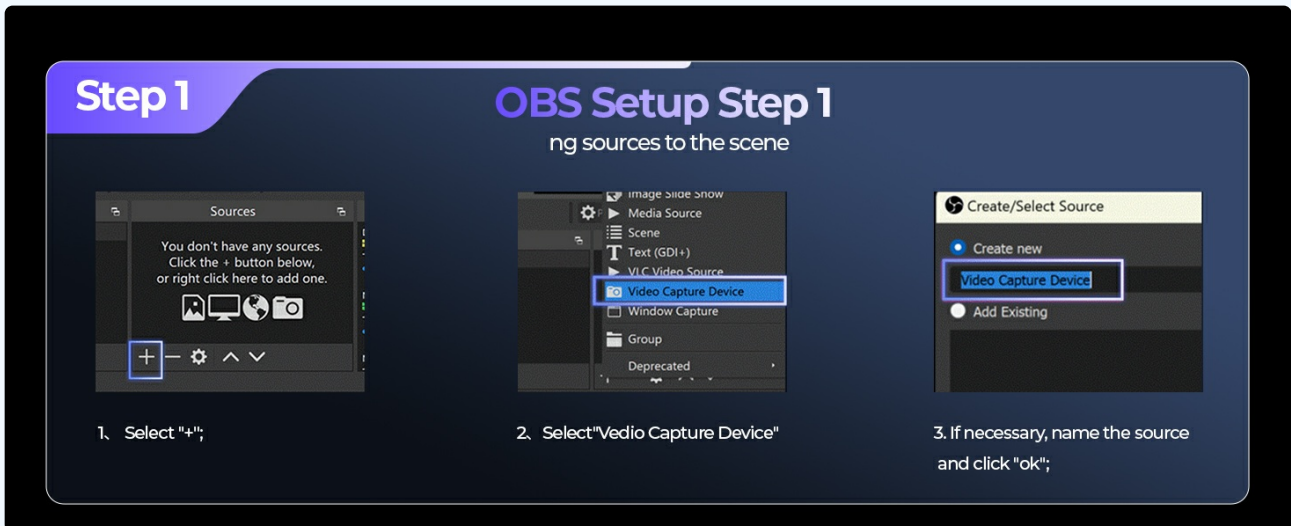 Step 1
OBS Setup Step 1
ng sources to the scene
Sources
You don't have any sources.
Click the + button below,
or right click here to add one.
1、 Select "+";
Image Slide Show
Media Source
Scene
Text (GDI+)
VLC Video Source
Video Capture Device
Window Capture
Group
Deprecated
2、 Select"Vedio Capture Device"
Create/Select Source
Create new
Video Capture Device
Add Existing
3. If necessary, name the source
and click "ok";